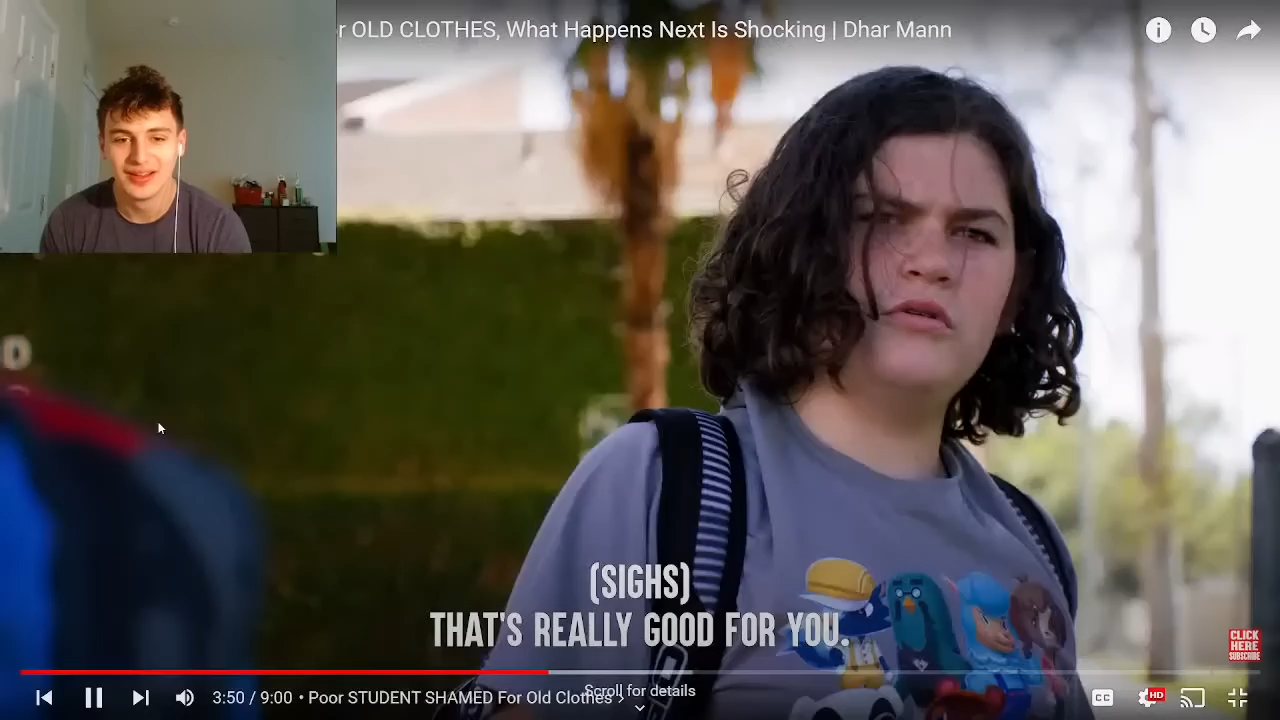 r OLD CLOTHES, What Happens Next Is Shocking | Dhar Mann
D
(SIGHS)
THAT'S REALLY GOOD FOR YOU.
CLICK
HERE
SUBSCRIBE
Scroll for details
3:50 / 9:00 • Poor STUDENT SHAMED For Old Clothes
CC
HD